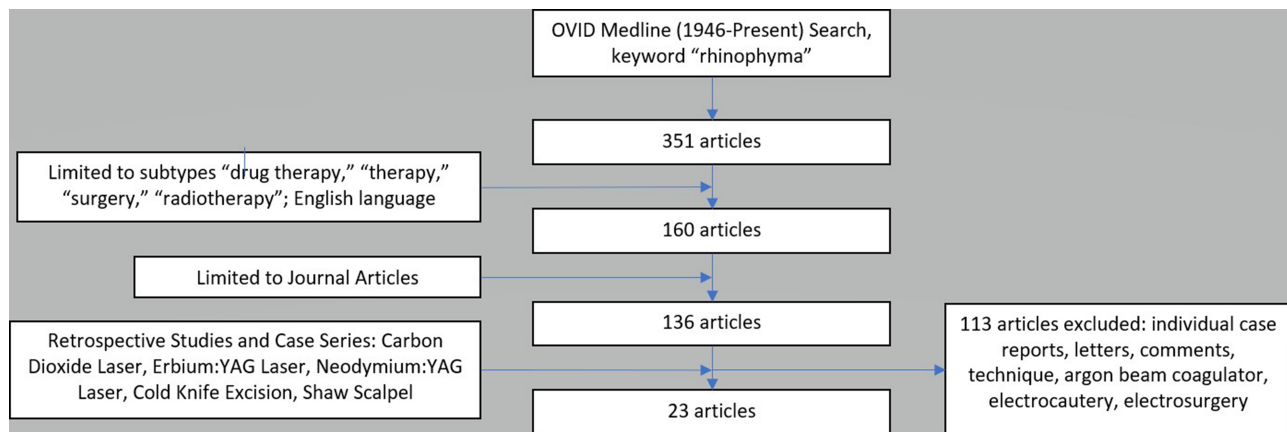 OVID Medline (1946-Present) Search,
keyword “rhinophyma”
351 articles
Limited to subtypes “drug therapy,” “therapy,”
“surgery,” “radiotherapy”; English language
160 articles
Limited to Journal Articles
136 articles
Retrospective Studies and Case Series: Carbon
Dioxide Laser, Erbium:YAG Laser, Neodymium:YAG
Laser, Cold Knife Excision, Shaw Scalpel
113 articles excluded: individual case
reports, letters, comments,
technique, argon beam coagulator,
electrocautery, electrosurgery
23 articles